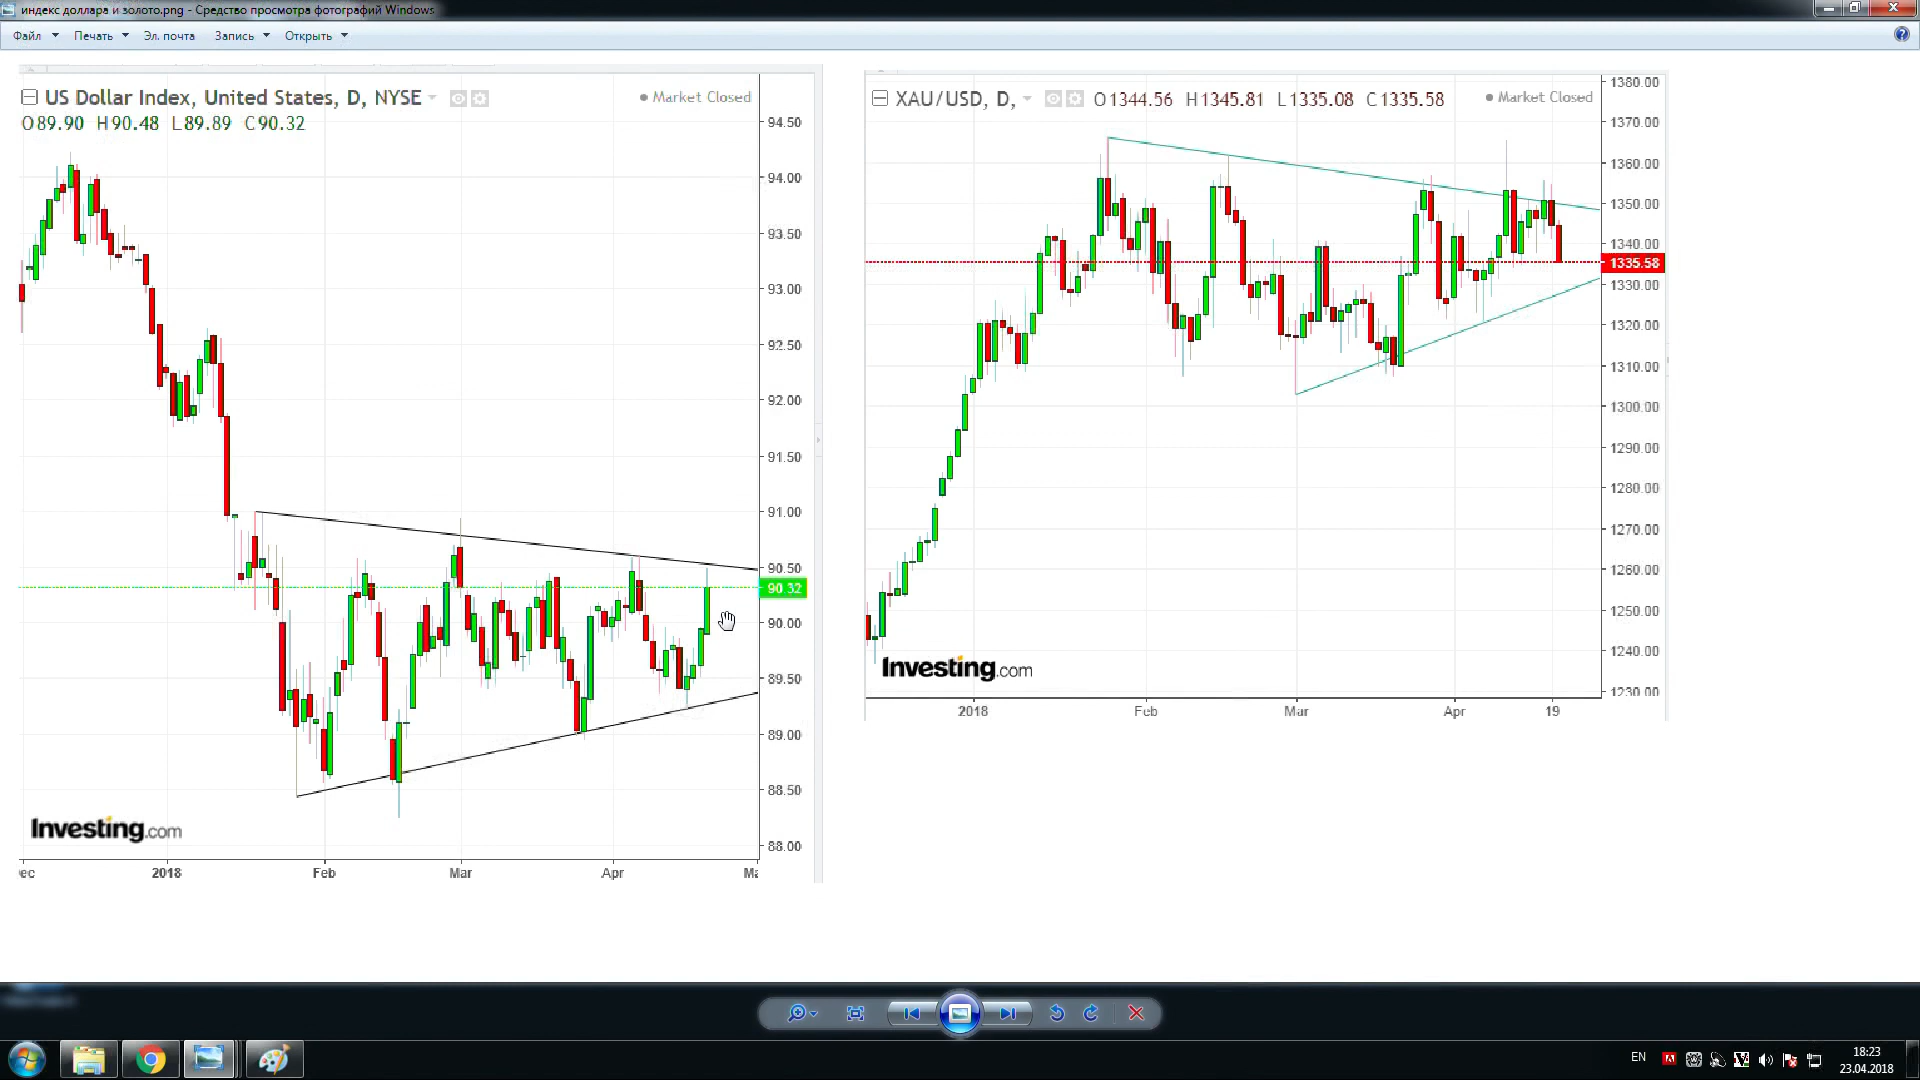 индекс доллара и золото.png - Средство просмотра фотографий Windows
Файл Печать Эл. почта Запись Открыть
US Dollar Index, United States, D, NYSE
Market Closed
O89.90 H90.48 L89.89 C90.32
94.50
94.00
93.50
93.00
92.50
92.00
91.50
91.00
90.50
90.32
90.00
89.50
89.00
88.50
88.00
Investing.com
ec 2018 Feb Mar Apr Ma
XAU/USD, D, O1344.56 H1345.81 L1335.08 C1335.58
Market Closed
1380.00
1370.00
1360.00
1350.00
1340.00
1335.58
1330.00
1320.00
1310.00
1300.00
1290.00
1280.00
1270.00
1260.00
1250.00
1240.00
1230.00
Investing.com
2018 Feb Mar Apr 19
EN
18:23
23.04.2018